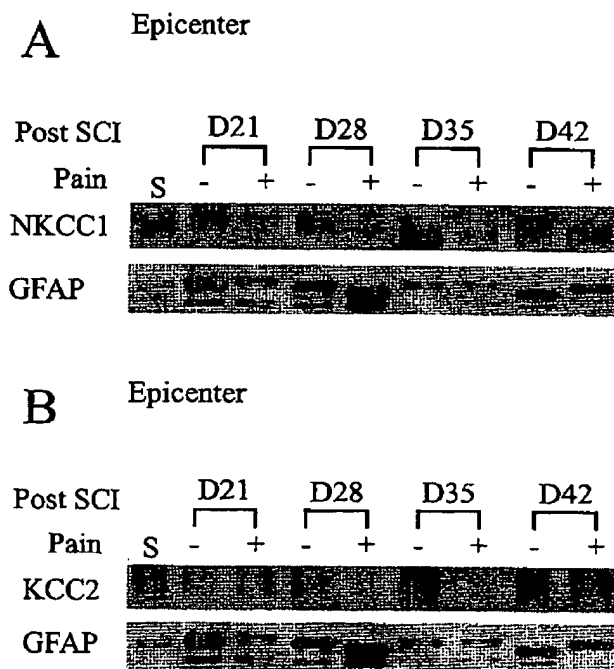 A Epicenter
Post SCI D21 D28 D35 D42
Pain S - + - + - + - +
NKCC1
GFAP
B Epicenter
Post SCI D21 D28 D35 D42
Pain S - + - + - + - +
KCC2
GFAP